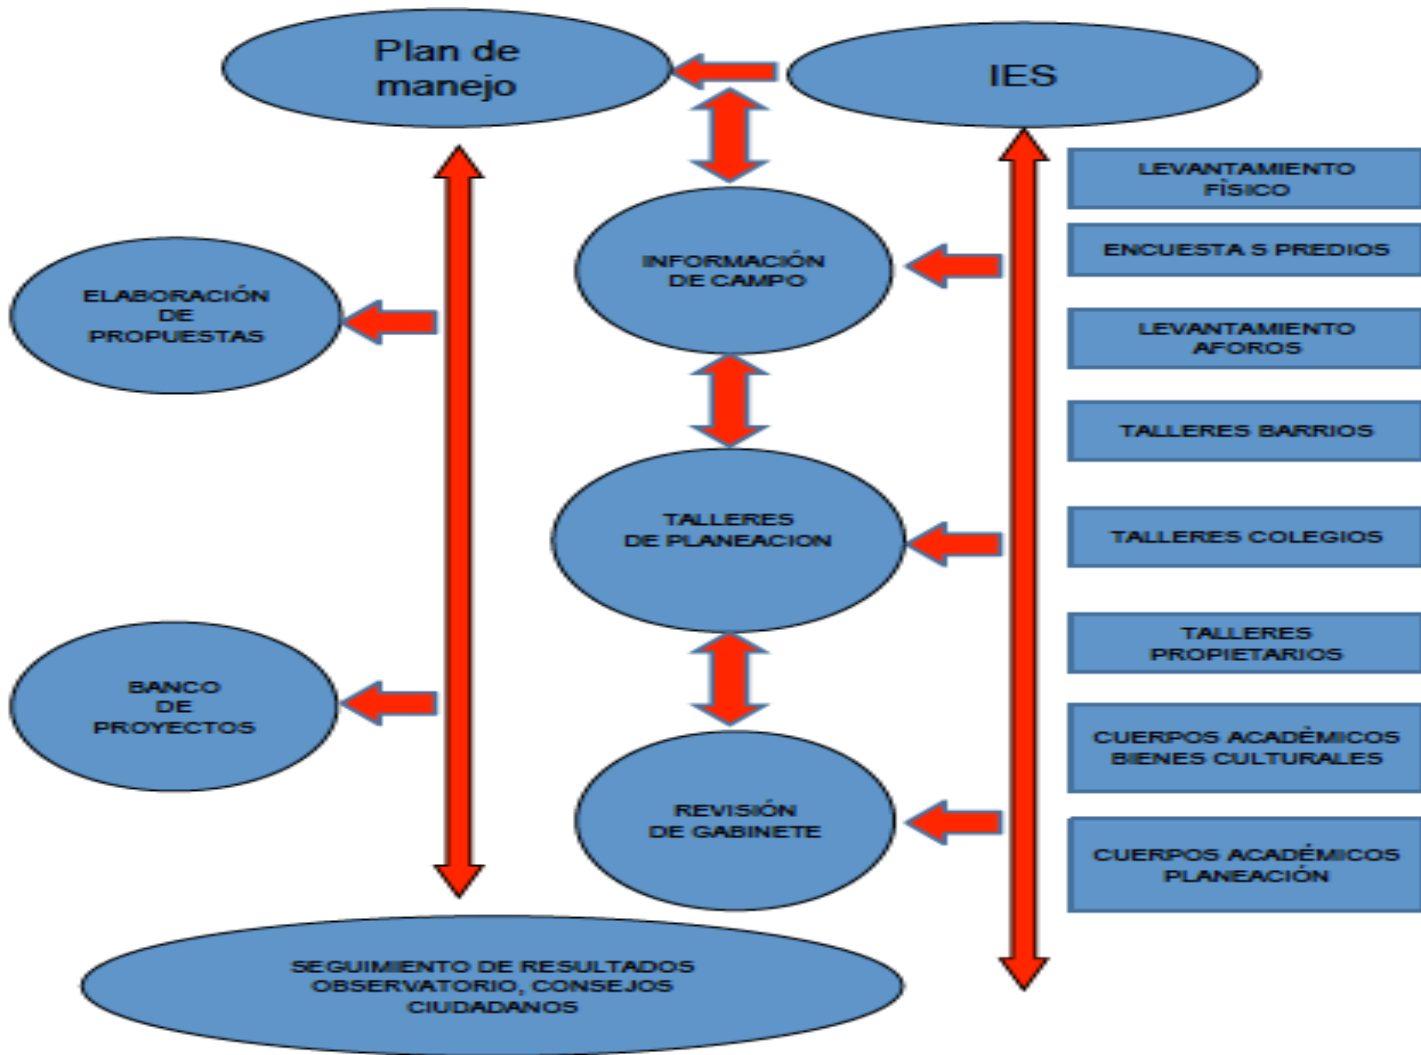 Plan de
manejo
IES
LEVANTAMIENTO
FÌSICO
ENCUESTA S PREDIOS
LEVANTAMIENTO
AFOROS
TALLERES BARRIOS
TALLERES COLEGIOS
TALLERES
PROPIETARIOS
CUERPOS ACADÈMICOS
BIENES CULTURALES
CUERPOS ACADÉMICOS
PLANEACIÓN
INFORMACIÓN
DE CAMPO
TALLERES
DE PLANEACION
REVISIÓN
DE GABINETE
ELABORACIÓN
DE
PROPUESTAS
BANCO
DE
PROYECTOS
SEGUIMIENTO DE RESULTADOS
OBSERVATORIO, CONSEJOS
CIUDADANOS